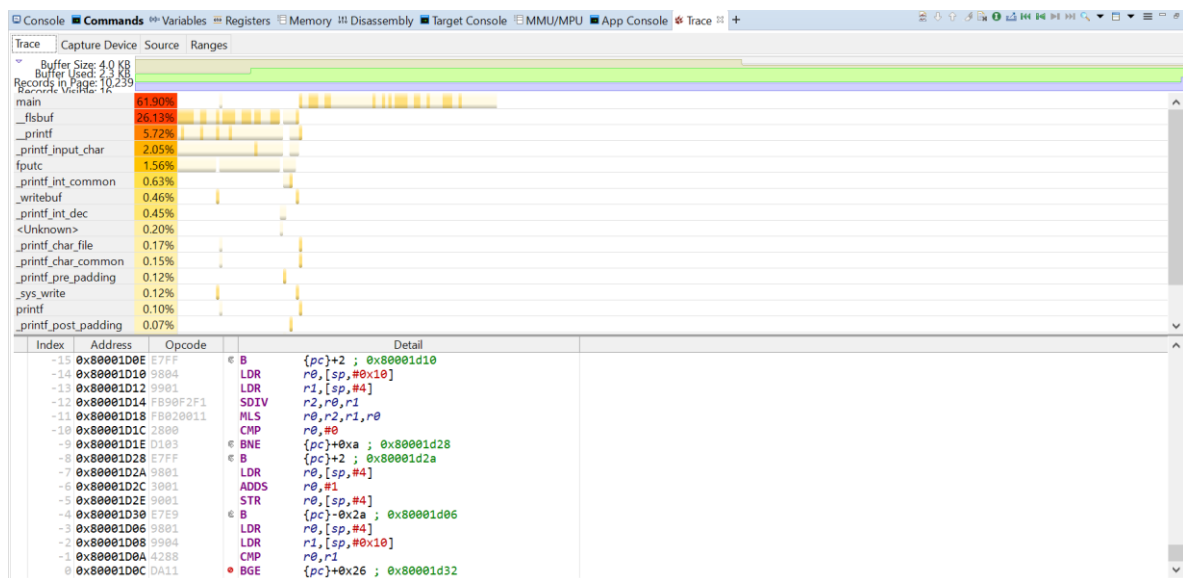 Console Commands Variables Registers Memory Disassembly Target Console MMU/MPU App Console Trace
Trace Capture Device Source Ranges
Buffer Size: 4.0 KB
Buffer Used: 2.3 KB
Records in Page: 10,239
Records Visible: 16
main 61.90%
__flsbuf 26.13%
__printf 5.72%
_printf_input_char 2.05%
fputc 1.56%
_printf_int_common 0.63%
_writebuf 0.46%
_printf_int_dec 0.45%
<Unknown> 0.20%
_printf_char_file 0.17%
_printf_char_common 0.15%
_printf_pre_padding 0.12%
_sys_write 0.12%
printf 0.10%
_printf_post_padding 0.07%
Index Address Opcode Detail
-15 0x80001D0E E7FF B {pc}+2 ; 0x80001d10
-14 0x80001D10 9804 LDR r0,[sp,#0x10]
-13 0x80001D12 9901 LDR r1,[sp,#4]
-12 0x80001D14 FB90F2F1 SDIV r2,r0,r1
-11 0x80001D18 FB020011 MLS r0,r2,r1,r0
-10 0x80001D1C 2800 CMP r0,#0
-9 0x80001D1E D103 BNE {pc}+0xa ; 0x80001d28
-8 0x80001D28 E7FF B {pc}+2 ; 0x80001d2a
-7 0x80001D2A 9801 LDR r0,[sp,#4]
-6 0x80001D2C 3001 ADDS r0,#1
-5 0x80001D2E 9001 STR r0,[sp,#4]
-4 0x80001D30 E7E9 B {pc}-0x2a ; 0x80001d06
-3 0x80001D06 9801 LDR r0,[sp,#4]
-2 0x80001D08 9904 LDR r1,[sp,#0x10]
-1 0x80001D0A 4288 CMP r0,r1
0 0x80001D0C DA11 BGE {pc}+0x26 ; 0x80001d32